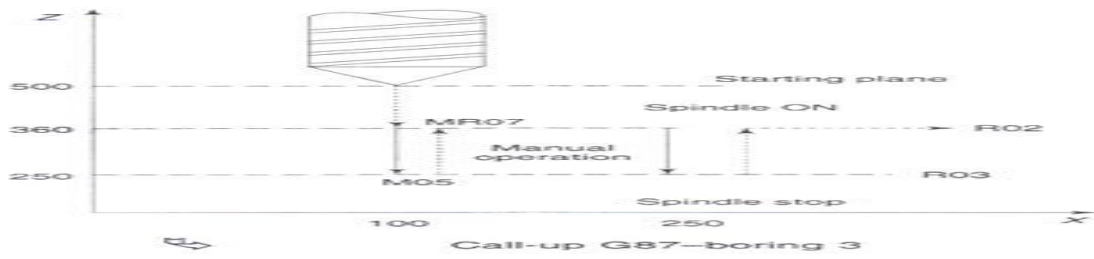 Z
500
Starting plane
Spindle ON
360
MR07
R02
Manual
operation
250
M05
R03
Spindle stop
100
250
X
Call-up G87–boring 3